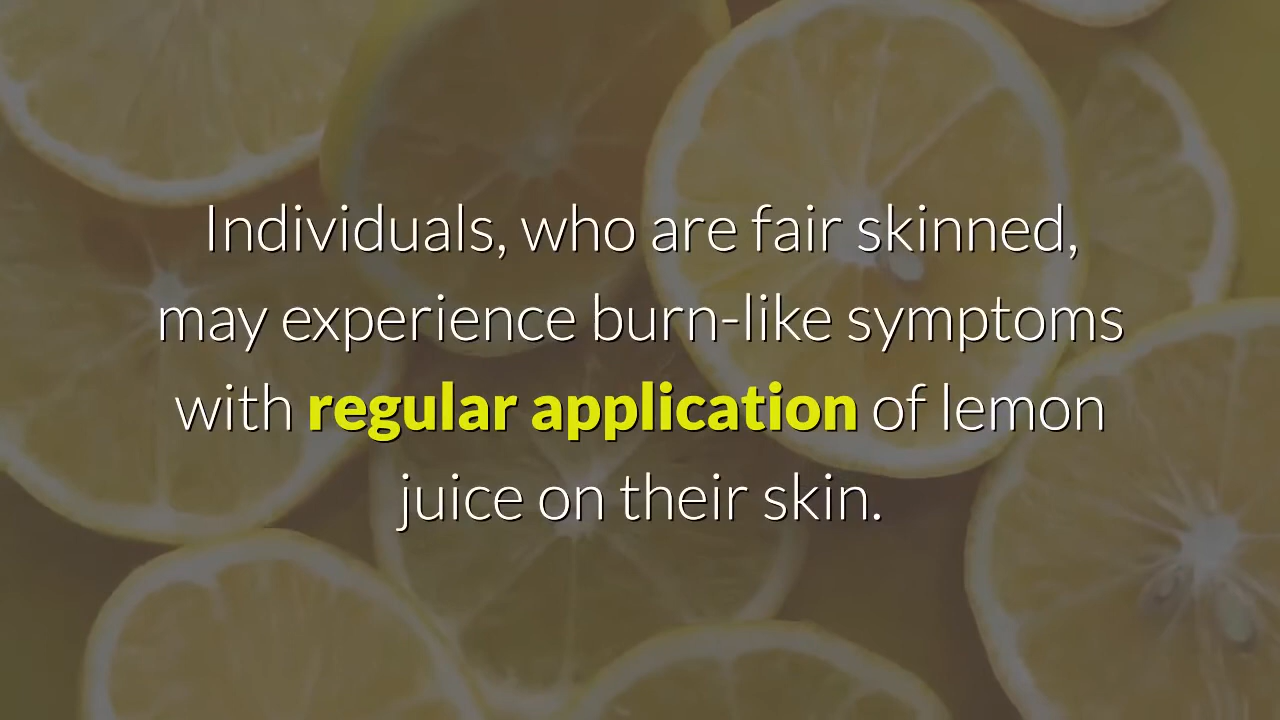 Individuals, who are fair skinned,
may experience burn-like symptoms
with regular application of lemon
juice on their skin.